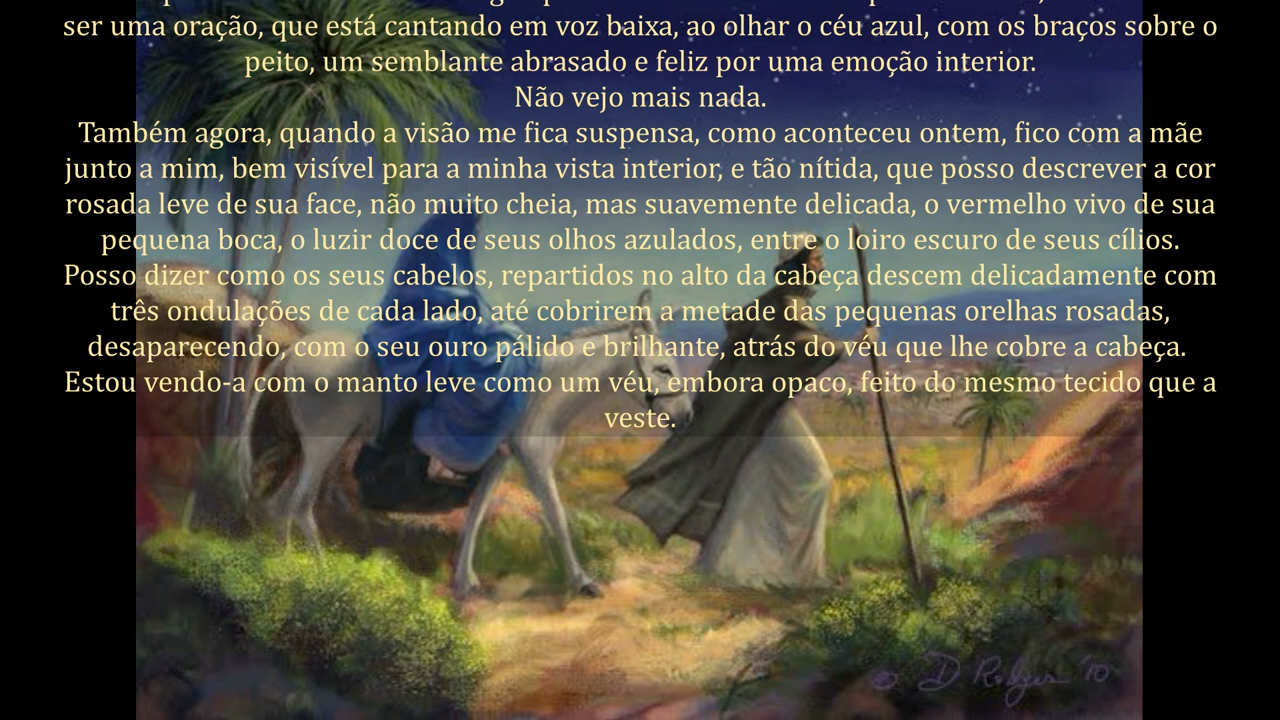 ser uma oração, que está cantando em voz baixa, ao olhar o céu azul, com os braços sobre o
peito, um semblante abrasado e feliz por uma emoção interior.
Não vejo mais nada.
Também agora, quando a visão me fica suspensa, como aconteceu ontem, fico com a mãe
junto a mim, bem visível para a minha vista interior, e tão nítida, que posso descrever a cor
rosada leve de sua face, não muito cheia, mas suavemente delicada, o vermelho vivo de sua
pequena boca, o luzir doce de seus olhos azulados, entre o loiro escuro de seus cílios.
Posso dizer como os seus cabelos, repartidos no alto da cabeça descem delicadamente com
três ondulações de cada lado, até cobrirem a metade das pequenas orelhas rosadas,
desaparecendo, com o seu ouro pálido e brilhante, atrás do véu que lhe cobre a cabeça.
Estou vendo-a com o manto leve como um véu, embora opaco, feito do mesmo tecido que a
veste.
© D '10